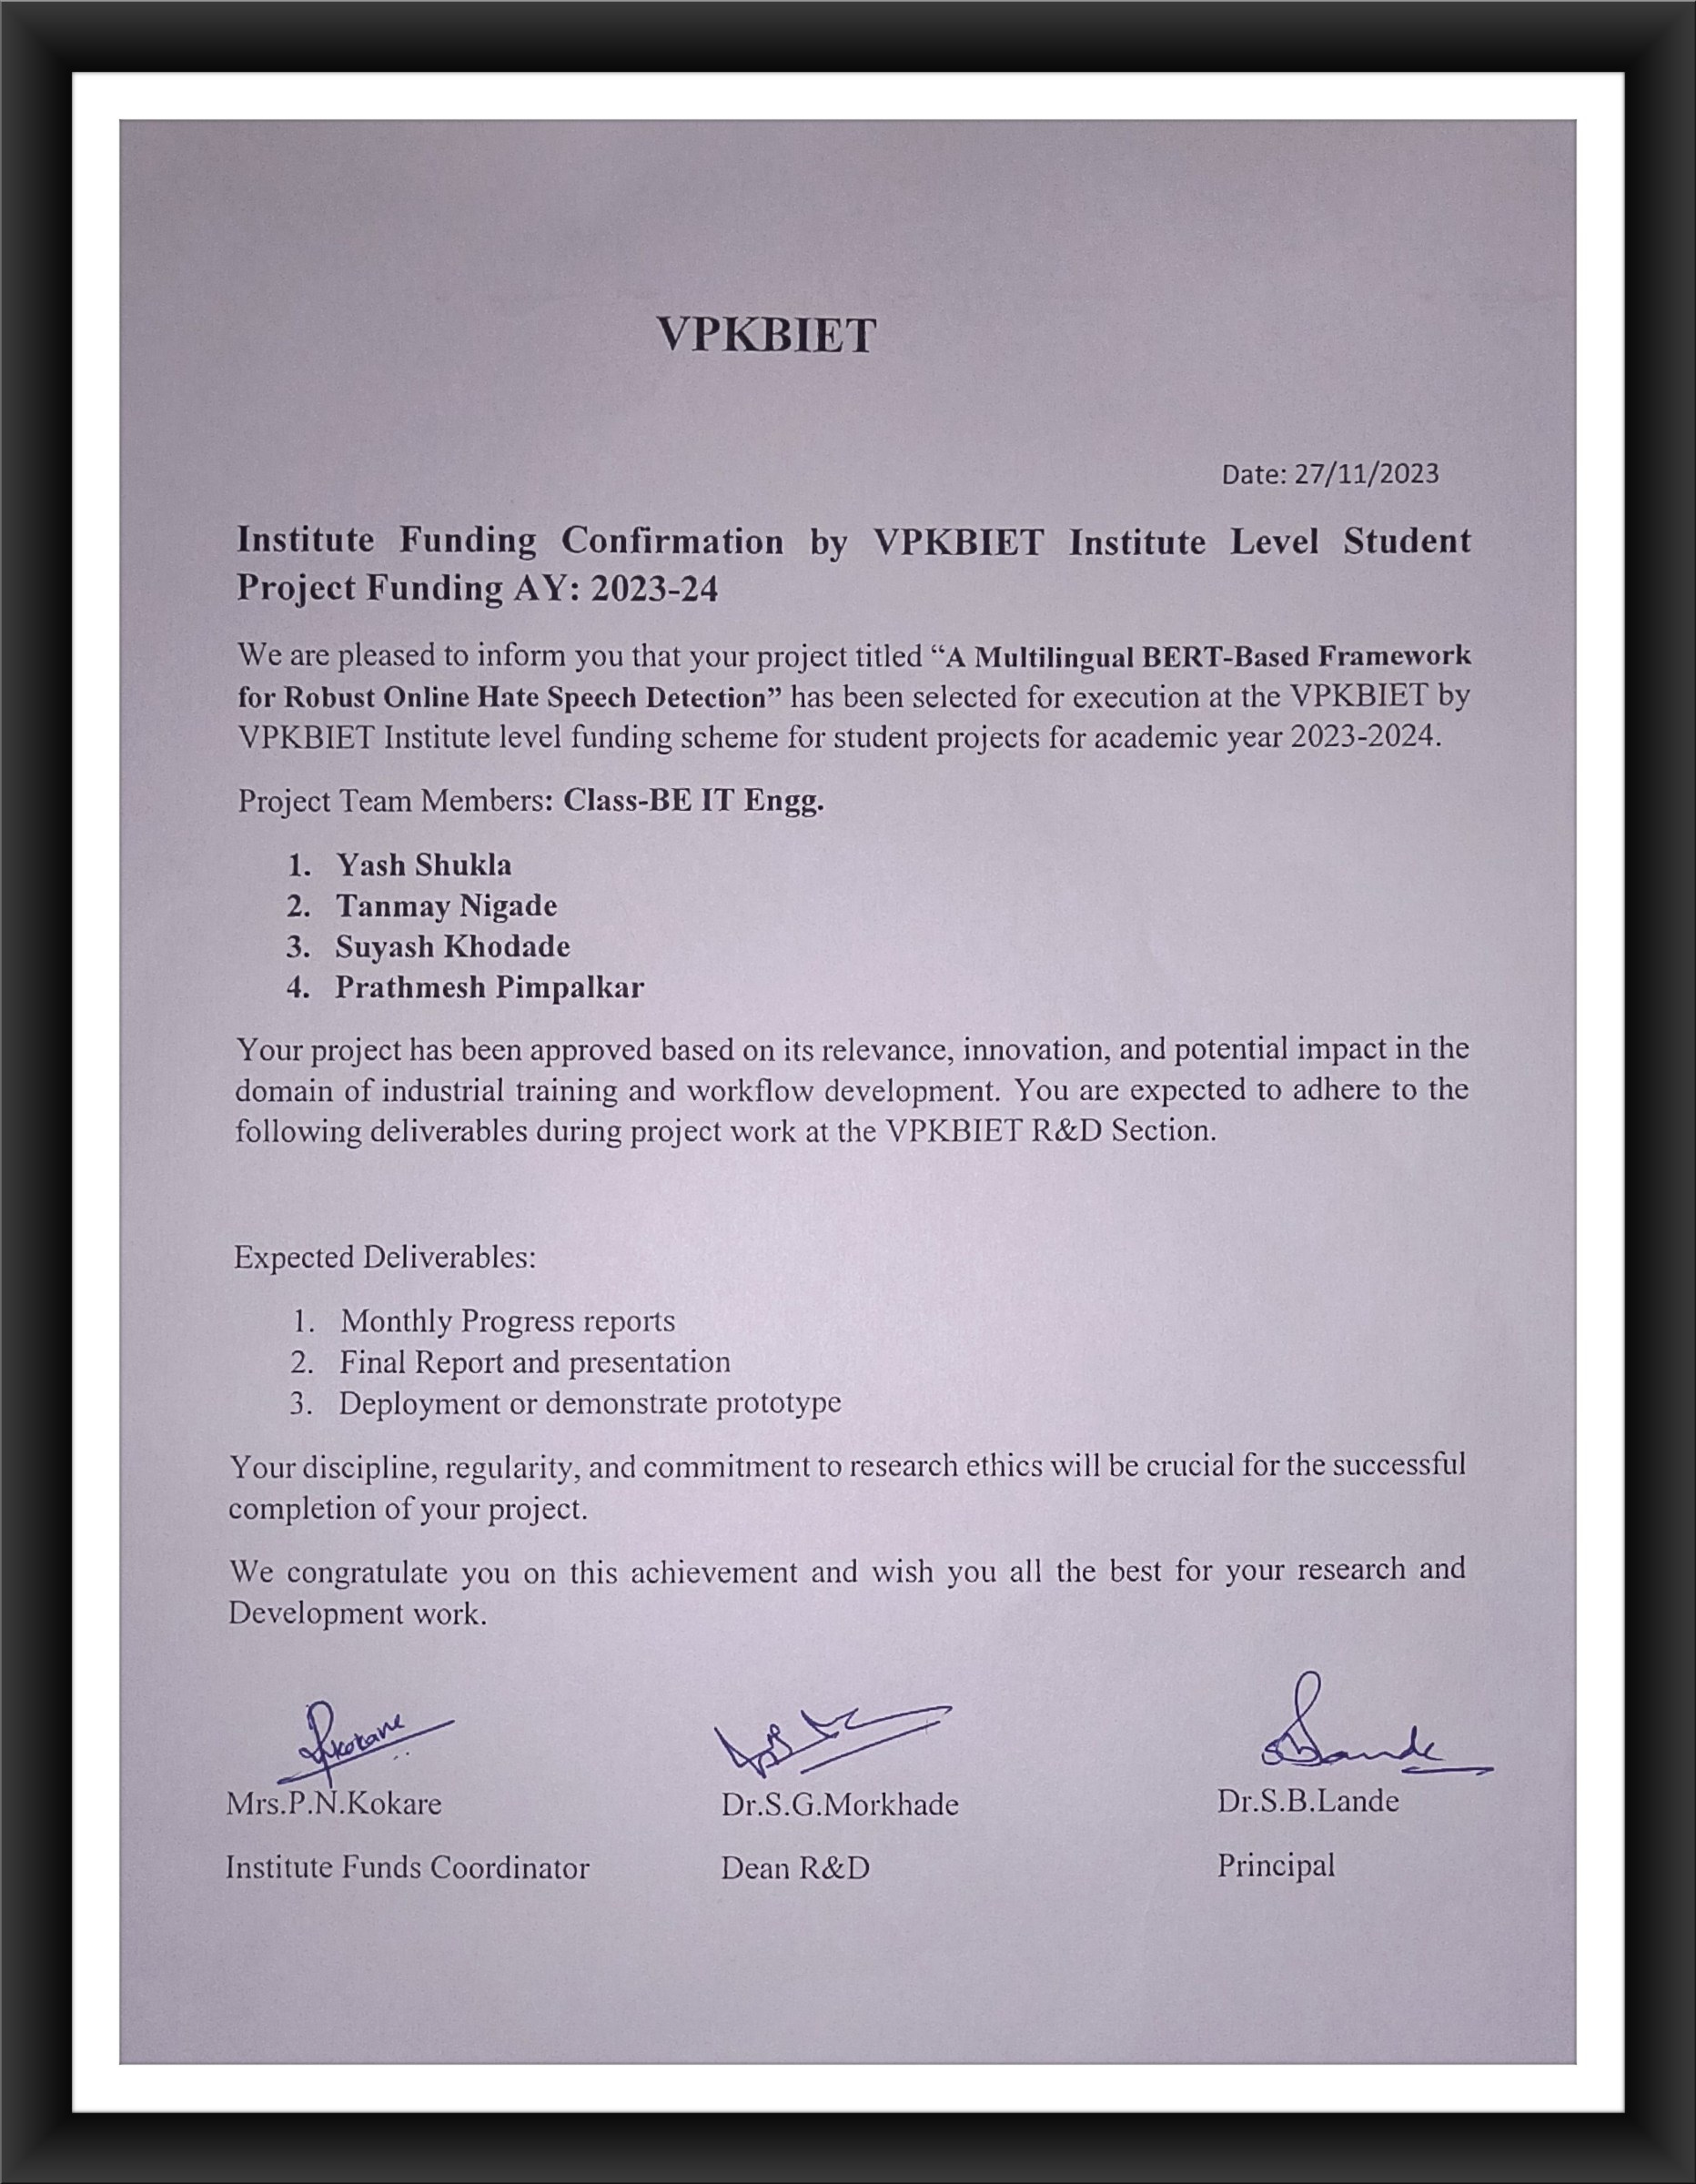 VPKBIET
Date: 27/11/2023
Institute Funding Confirmation by VPKBIET Institute Level Student
Project Funding AY: 2023-24
We are pleased to inform you that your project titled “A Multilingual BERT-Based Framework
for Robust Online Hate Speech Detection” has been selected for execution at the VPKBIET by
VPKBIET Institute level funding scheme for student projects for academic year 2023-2024.
Project Team Members: Class-BE IT Engg.
1. Yash Shukla
2. Tanmay Nigade
3. Suyash Khodade
4. Prathmesh Pimpalkar
Your project has been approved based on its relevance, innovation, and potential impact in the
domain of industrial training and workflow development. You are expected to adhere to the
following deliverables during project work at the VPKBIET R&D Section.
Expected Deliverables:
1. Monthly Progress reports
2. Final Report and presentation
3. Deployment or demonstrate prototype
Your discipline, regularity, and commitment to research ethics will be crucial for the successful
completion of your project.
We congratulate you on this achievement and wish you all the best for your research and
Development work.
Mrs.P.N.Kokare Dr.S.G.Morkhade Dr.S.B.Lande
Institute Funds Coordinator Dean R&D Principal